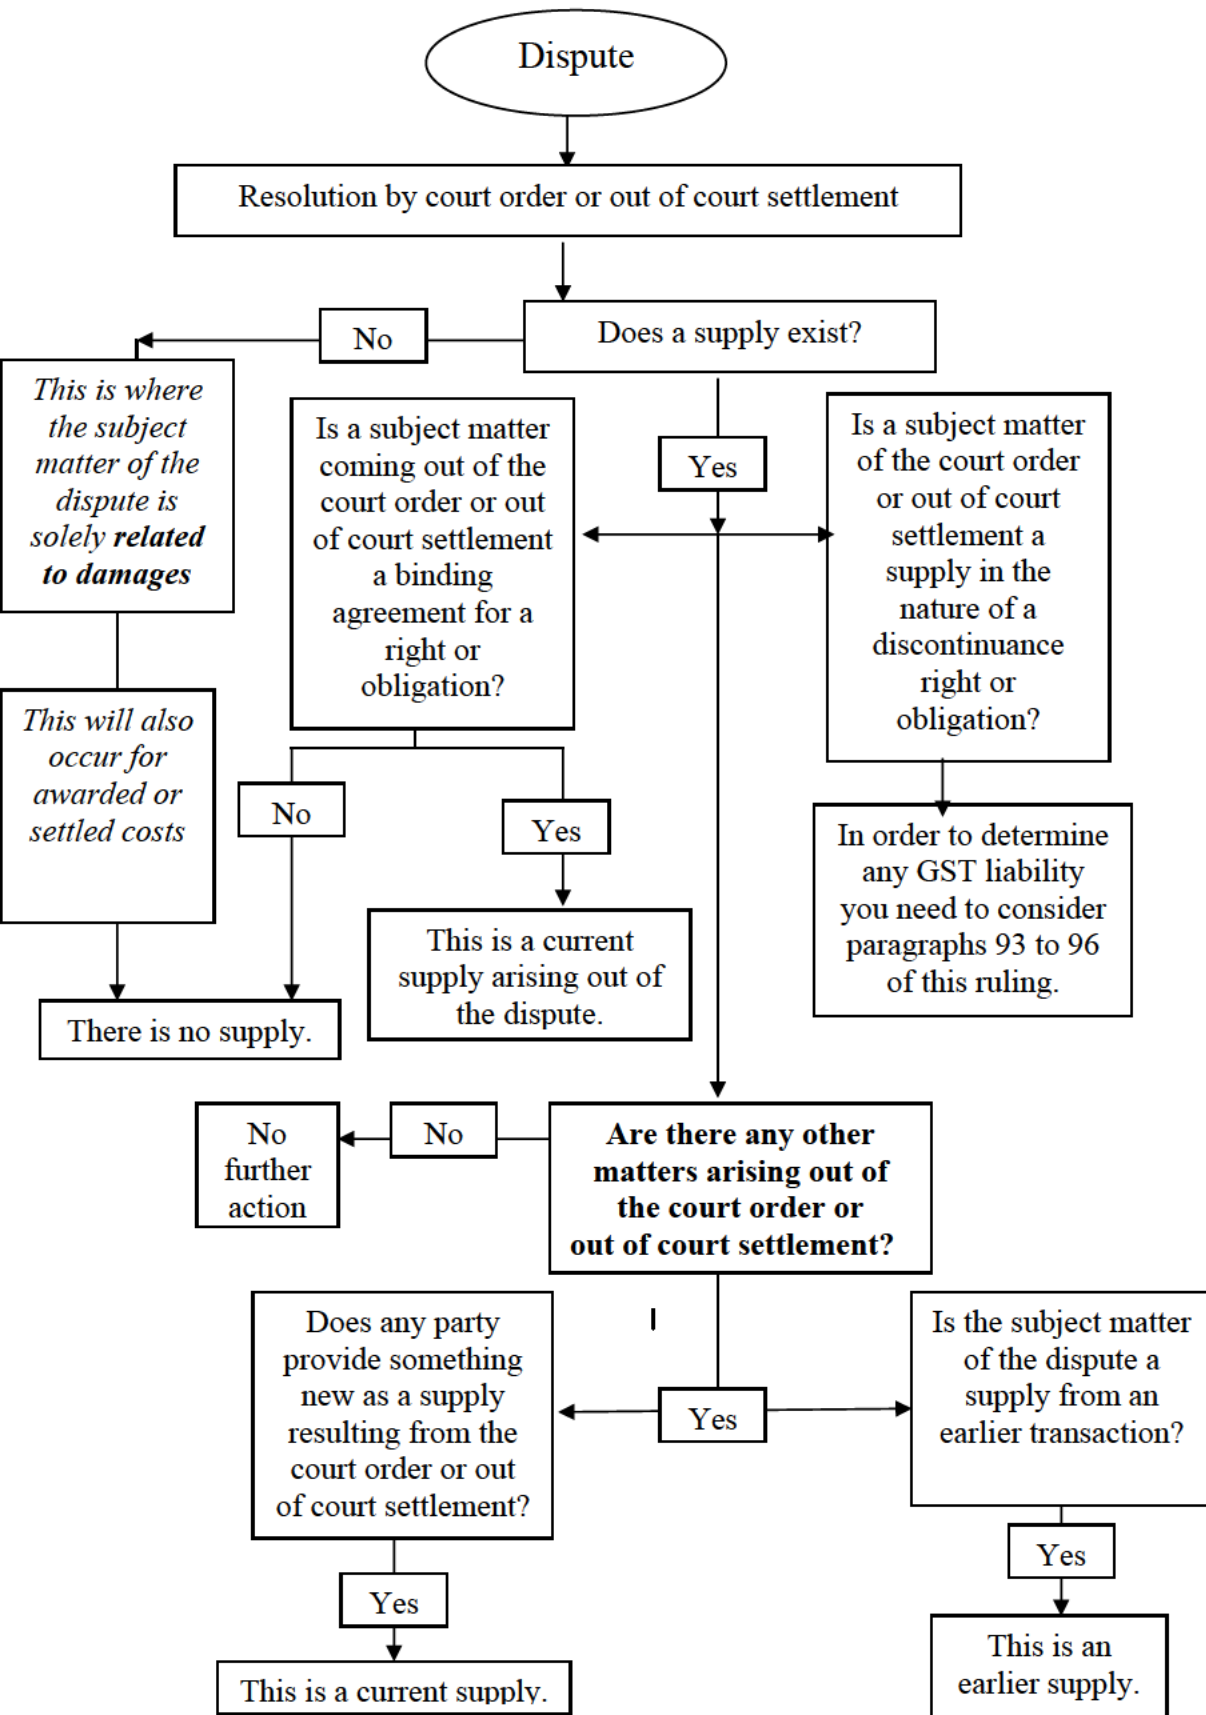 Dispute
Resolution by court order or out of court settlement
Does a supply exist?
No
This is where
the subject
matter of the
dispute is
solely related
to damages
Is a subject matter
coming out of the
court order or out
of court settlement
a binding
agreement for a
right or
obligation?
Yes
Is a subject matter
of the court order
or out of court
settlement a
supply in the
nature of a
discontinuance
right or
obligation?
This will also
occur for
awarded or
settled costs
No
Yes
In order to determine
any GST liability
you need to consider
paragraphs 93 to 96
of this ruling.
This is a current
supply arising out of
the dispute.
There is no supply.
No
further
action
No
Are there any other
matters arising out of
the court order or
out of court settlement?
Does any party
provide something
new as a supply
resulting from the
court order or out
of court settlement?
Yes
Is the subject matter
of the dispute a
supply from an
earlier transaction?
Yes
Yes
This is a current supply.
This is an
earlier supply.